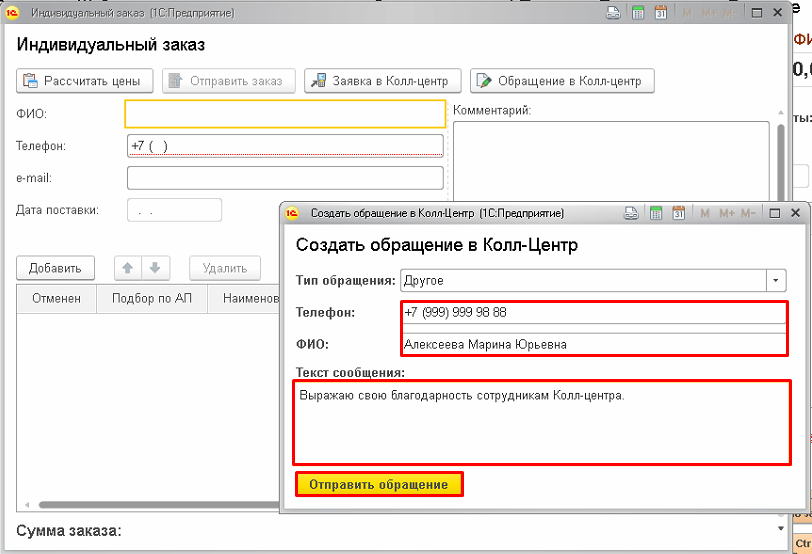 Индивидуальный заказ (1С:Предприятие)
M M+ M-
Индивидуальный заказ
Рассчитать цены
Отправить заказ
Заявка в Колл-центр
Обращение в Колл-центр
ФИО:
Комментарий:
Телефон:
+7 (   )
e-mail:
Дата поставки:
. .
Добавить
Удалить
Отменен
Подбор по АП
Наименов
Сумма заказа:
Создать обращение в Колл-Центр (1С:Предприятие)
M M+ M-
Создать обращение в Колл-Центр
Тип обращения:
Другое
Телефон:
+7 (999) 999 98 88
ФИО:
Алексеева Марина Юрьевна
Текст сообщения:
Выражаю свою благодарность сотрудникам Колл-центра.
Отправить обращение
ФИ
0,0
ты:
Ctr